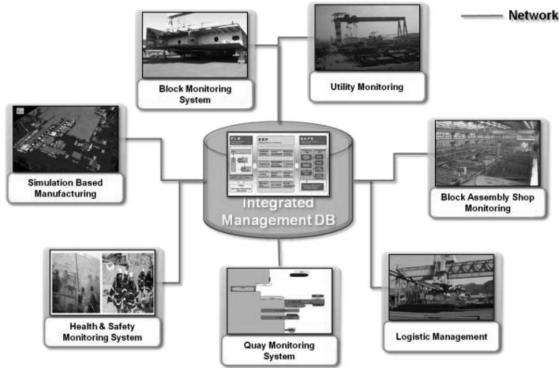 Network
Block Monitoring
System
Utility Monitoring
Simulation Based
Manufacturing
Integrated
Management DB
Block Assembly Shop
Monitoring
Health & Safety
Monitoring System
Quay Monitoring
System
Logistic Management